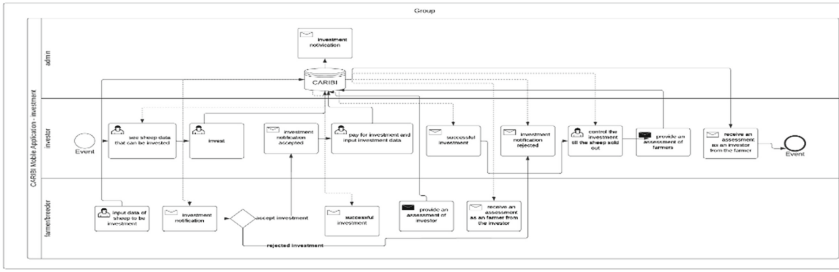 Group
CARIBI Mobile Application - investment
admin
investment
notivication
CARIBI
investor
Event
see sheep data
that can be invested
invest
investment
notification
accepted
pay for investment and
input investment data
successful
investment
investment
notification
rejected
control the
investment
till the sheep sold
out
provide an
assessment of
farmers
receive an
assessment
as an investor
from the farmer
Event
farmer/breeder
input data of
sheep to be
investment
investment
notification
accept investment
rejected investment
successful
investment
provide an
assessment of
investor
receive an
assessment
as an farmer from
the investor